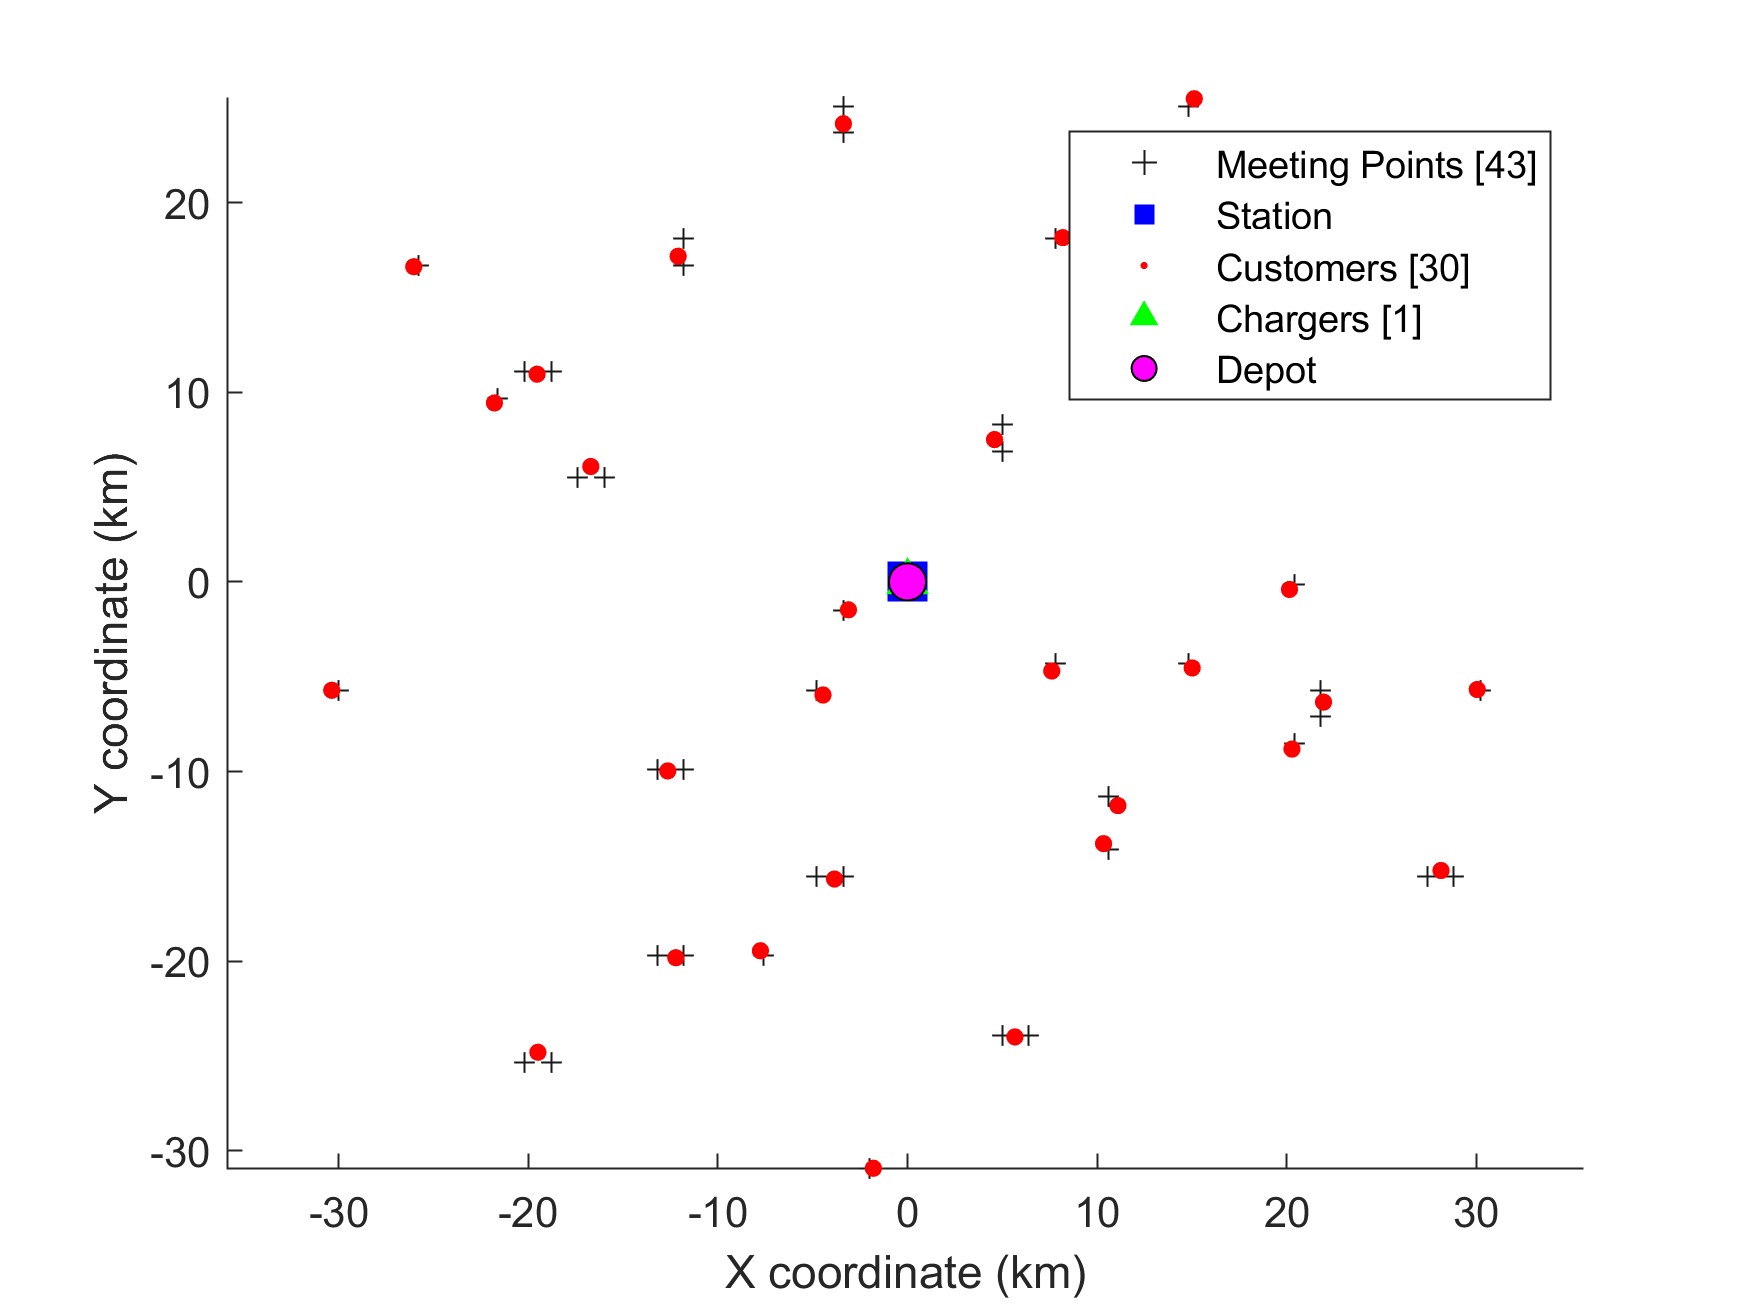 Meeting Points [43]
Station
Customers [30]
Chargers [1]
Depot
20
10
0
-10
-20
-30
Y coordinate (km)
-30 -20 -10 0 10 20 30
X coordinate (km)